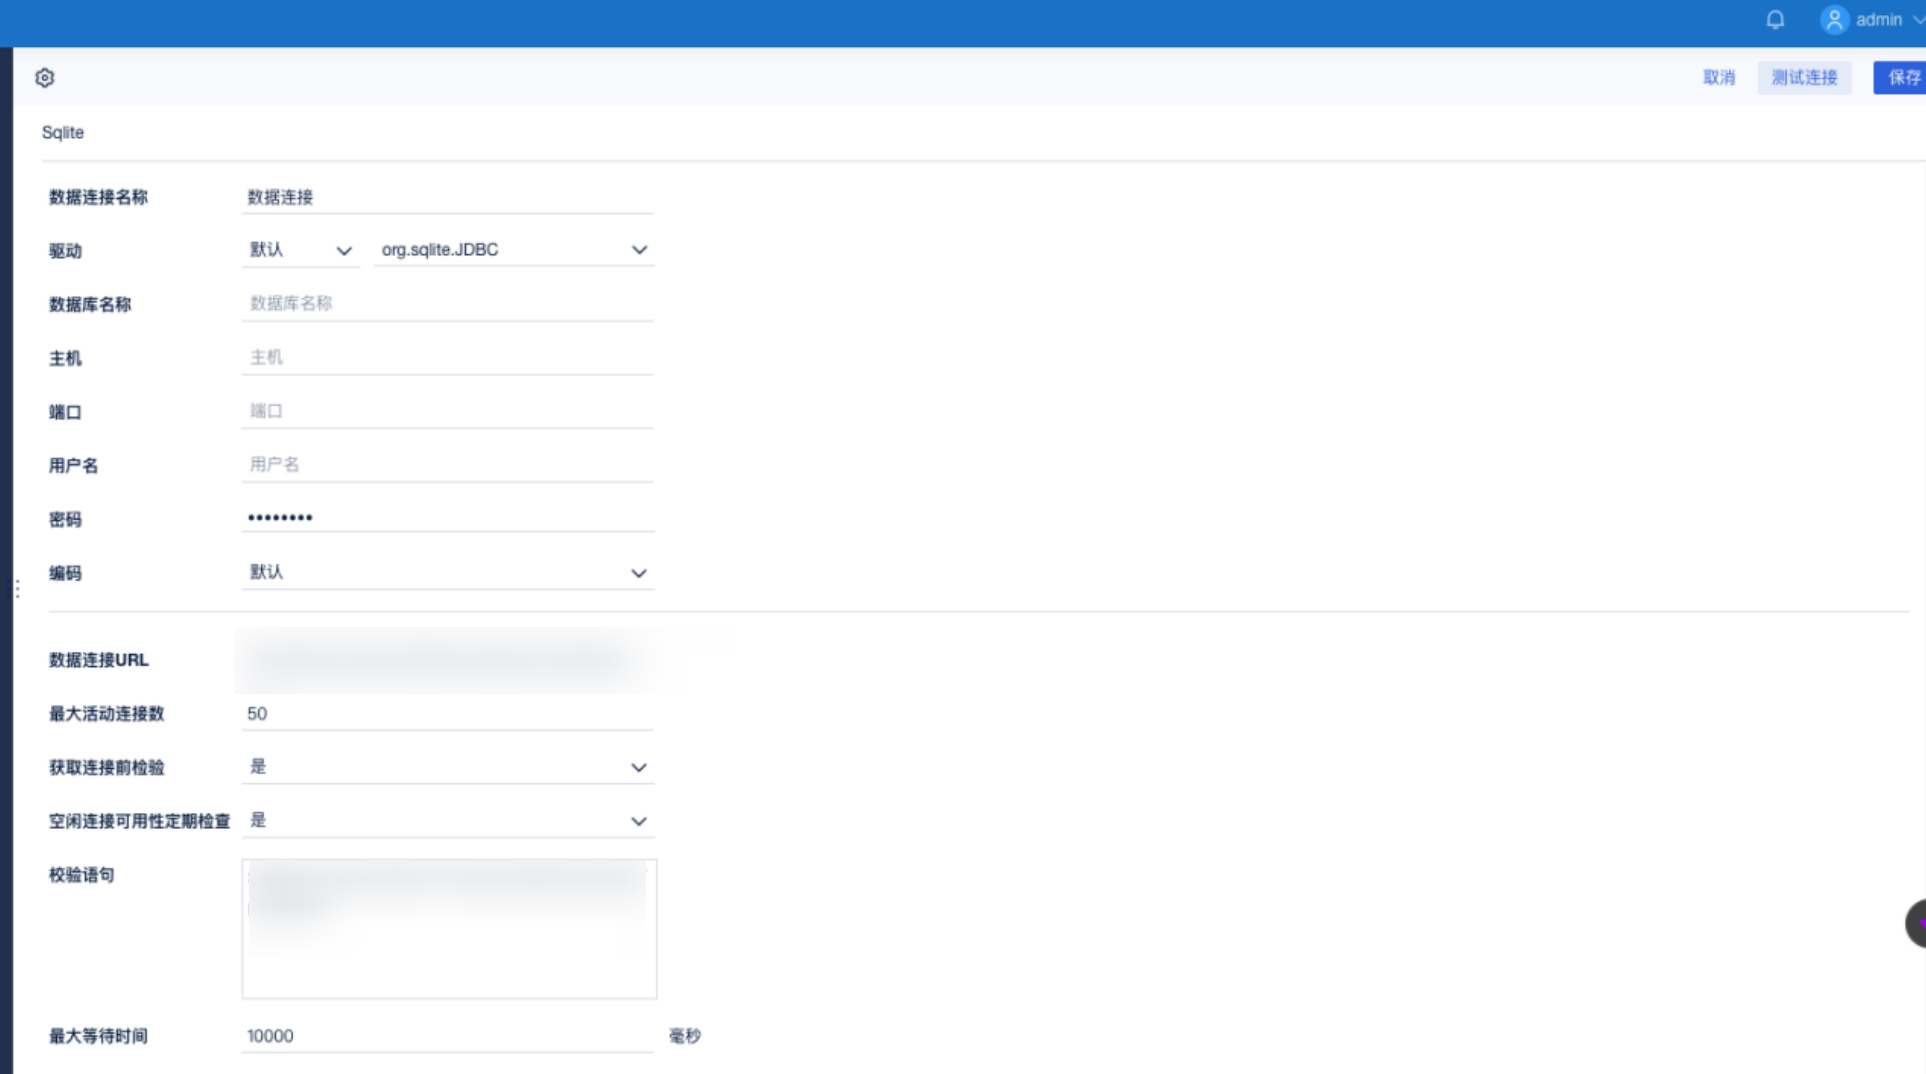 admin
取消 测试连接 保存
Sqlite
数据连接名称 数据连接
驱动 默认 org.sqlite.JDBC
数据库名称 数据库名称
主机 主机
端口 端口
用户名 用户名
密码 ••••••••
编码 默认
数据连接URL
最大活动连接数 50
获取连接前检验 是
空闲连接可用性定期检查 是
校验语句
最大等待时间 10000 毫秒